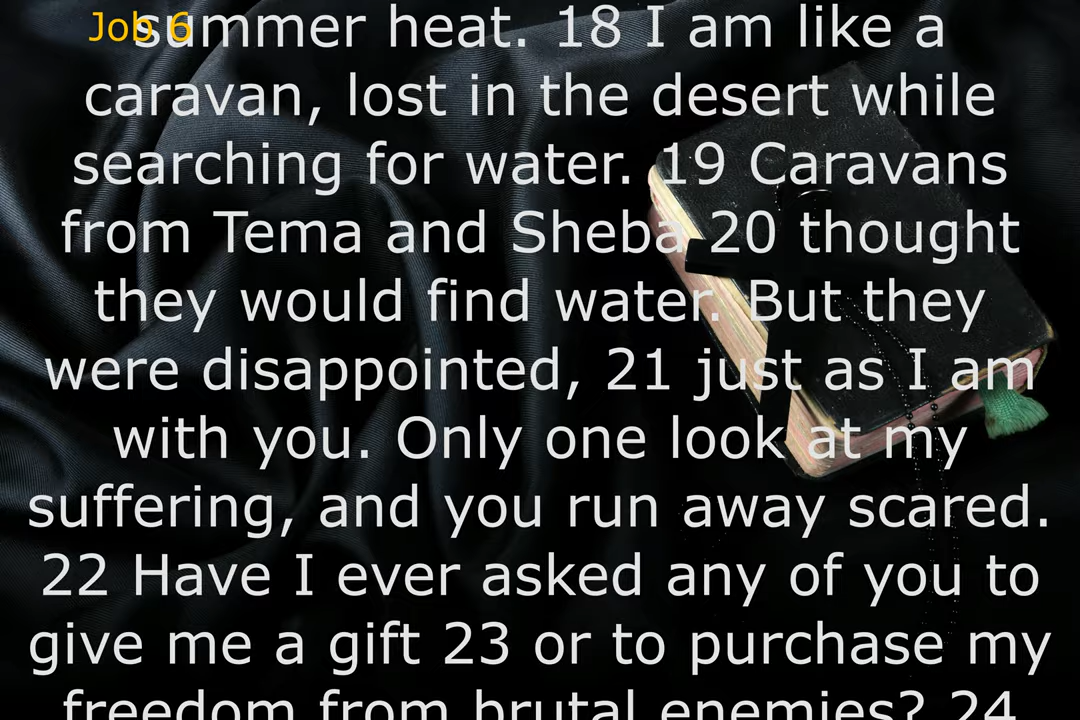 Job 6
summer heat. 18 I am like a
caravan, lost in the desert while
searching for water. 19 Caravans
from Tema and Sheba 20 thought
they would find water. But they
were disappointed, 21 just as I am
with you. Only one look at my
suffering, and you run away scared.
22 Have I ever asked any of you to
give me a gift 23 or to purchase my
freedom from brutal enemies? 24